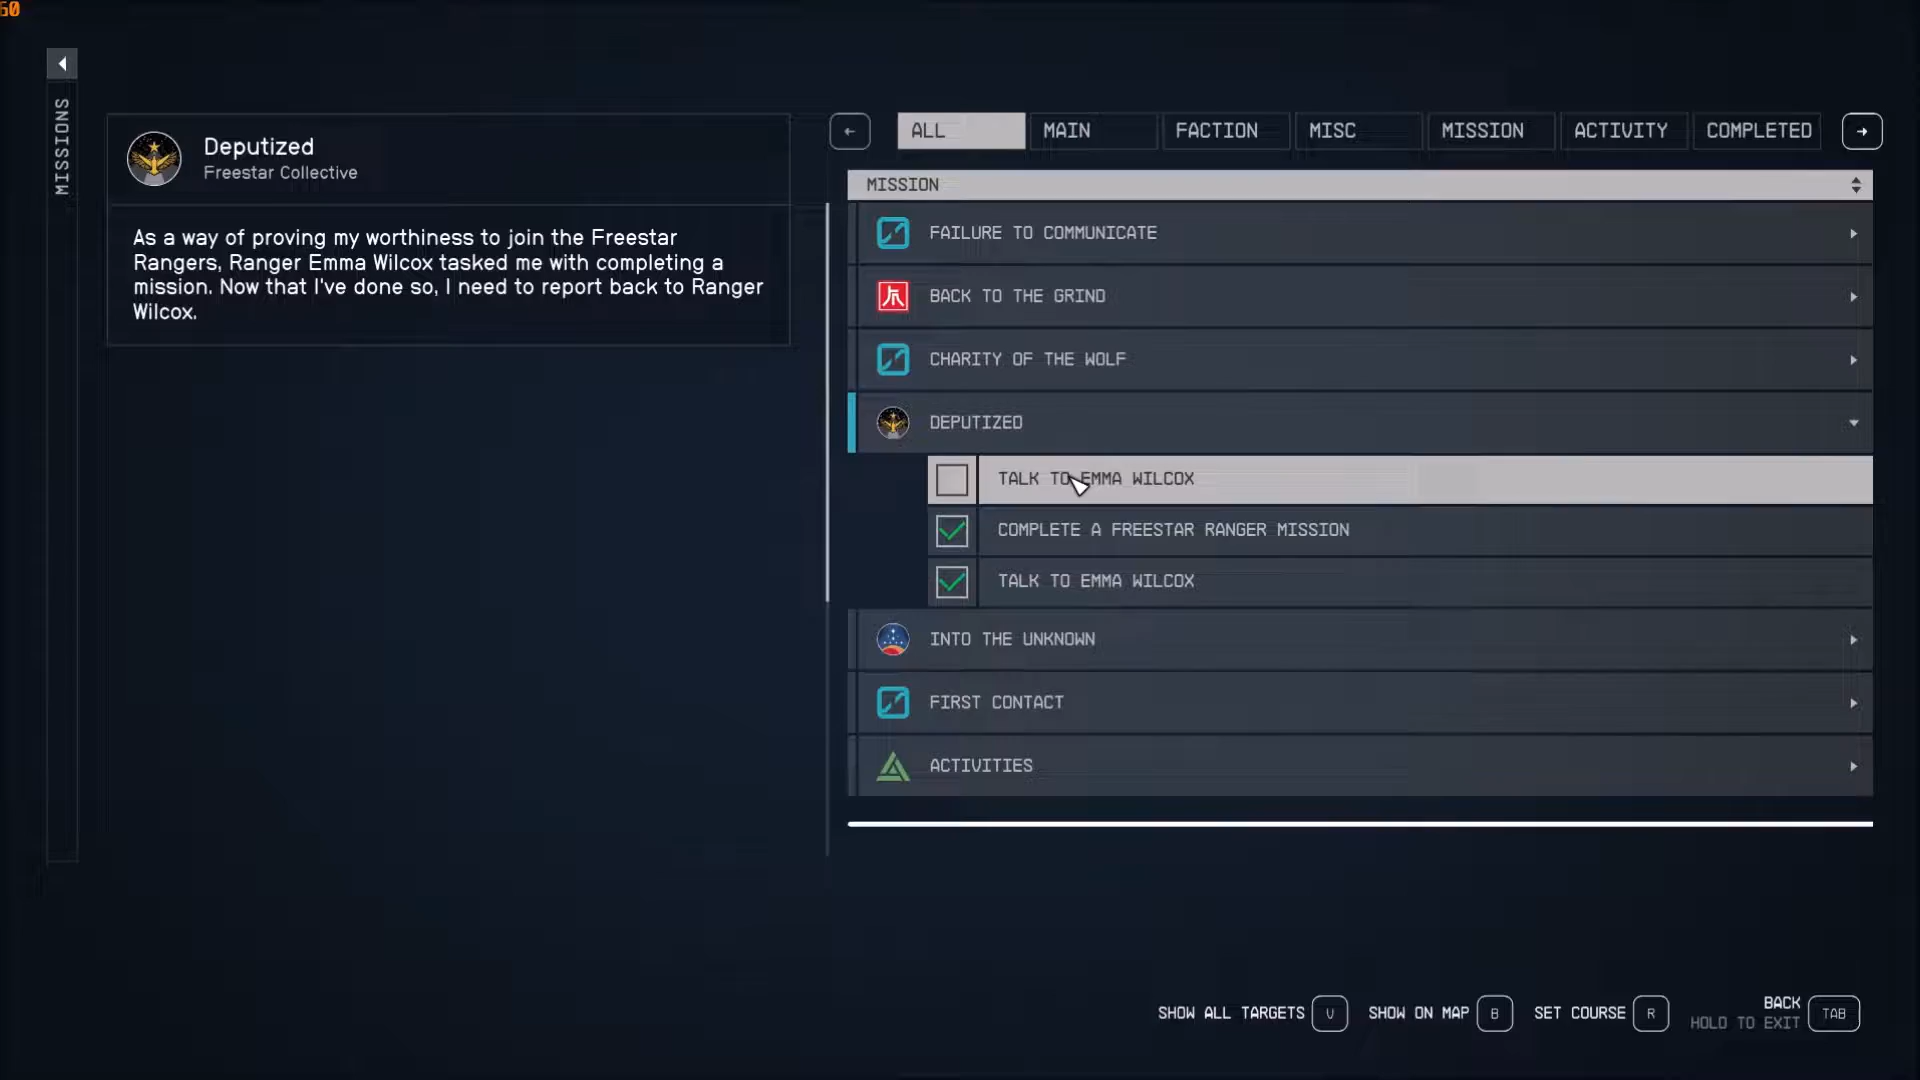 60
MISSIONS
Deputized
Freestar Collective
As a way of proving my worthiness to join the Freestar
Rangers, Ranger Emma Wilcox tasked me with completing a
mission. Now that I've done so, I need to report back to Ranger
Wilcox.
ALL MAIN FACTION MISC MISSION ACTIVITY COMPLETED
MISSION
FAILURE TO COMMUNICATE
BACK TO THE GRIND
CHARITY OF THE WOLF
DEPUTIZED
TALK TO EMMA WILCOX
COMPLETE A FREESTAR RANGER MISSION
TALK TO EMMA WILCOX
INTO THE UNKNOWN
FIRST CONTACT
ACTIVITIES
SHOW ALL TARGETS V SHOW ON MAP B SET COURSE R BACK TAB
HOLD TO EXIT